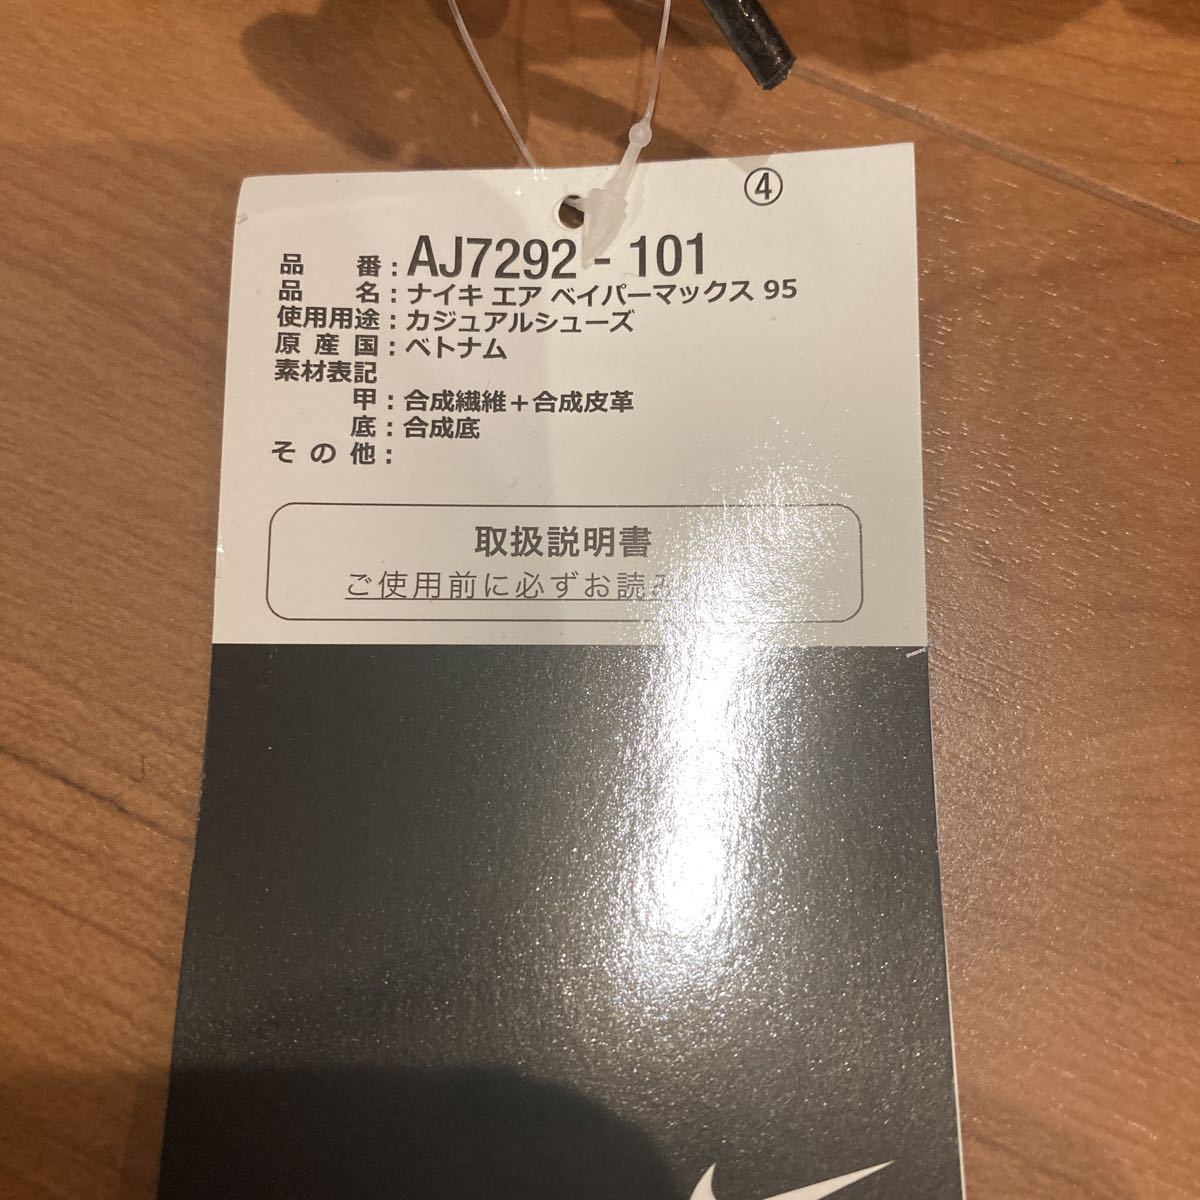 ④
品 番：AJ7292 - 101
品 名：ナイキ エア ベイパーマックス 95
使用用途：カジュアルシューズ
原 産 国：ベトナム
素材表記
甲：合成繊維＋合成皮革
底：合成底
そ の 他：
取扱説明書
ご使用前に必ずお読み